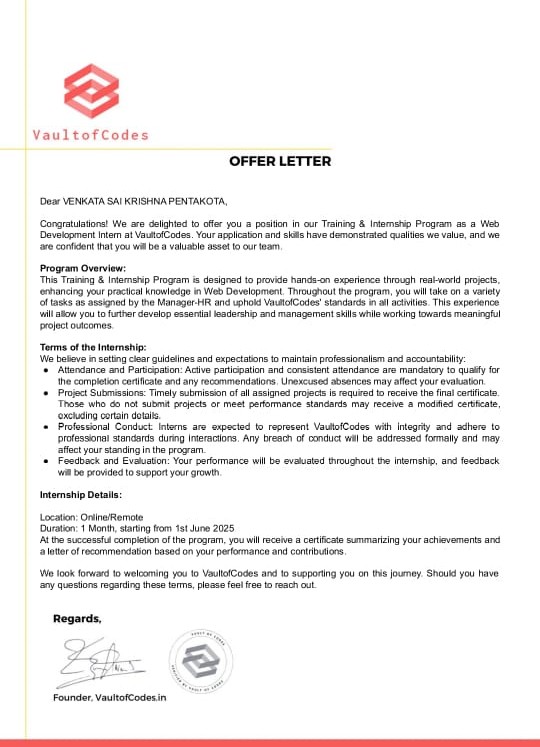 VaultofCodes
OFFER LETTER
Dear VENKATA SAI KRISHNA PENTAKOTA,
Congratulations! We are delighted to offer you a position in our Training & Internship Program as a Web
Development Intern at VaultofCodes. Your application and skills have demonstrated qualities we value, and we
are confident that you will be a valuable asset to our team.
Program Overview:
This Training & Internship Program is designed to provide hands-on experience through real-world projects,
enhancing your practical knowledge in Web Development. Throughout the program, you will take on a variety
of tasks as assigned by the Manager-HR and uphold VaultofCodes' standards in all activities. This experience
will allow you to further develop essential leadership and management skills while working towards meaningful
project outcomes.
Terms of the Internship:
We believe in setting clear guidelines and expectations to maintain professionalism and accountability:
● Attendance and Participation: Active participation and consistent attendance are mandatory to qualify for
the completion certificate and any recommendations. Unexcused absences may affect your evaluation.
● Project Submissions: Timely submission of all assigned projects is required to receive the final certificate.
Those who do not submit projects or meet performance standards may receive a modified certificate,
excluding certain details.
● Professional Conduct: Interns are expected to represent VaultofCodes with integrity and adhere to
professional standards during interactions. Any breach of conduct will be addressed formally and may
affect your standing in the program.
● Feedback and Evaluation: Your performance will be evaluated throughout the internship, and feedback
will be provided to support your growth.
Internship Details:
Location: Online/Remote
Duration: 1 Month, starting from 1st June 2025
At the successful completion of the program, you will receive a certificate summarizing your achievements and
a letter of recommendation based on your performance and contributions.
We look forward to welcoming you to VaultofCodes and to supporting you on this journey. Should you have
any questions regarding these terms, please feel free to reach out.
Regards,
VAULT OF CODES
Founder, VaultofCodes.in